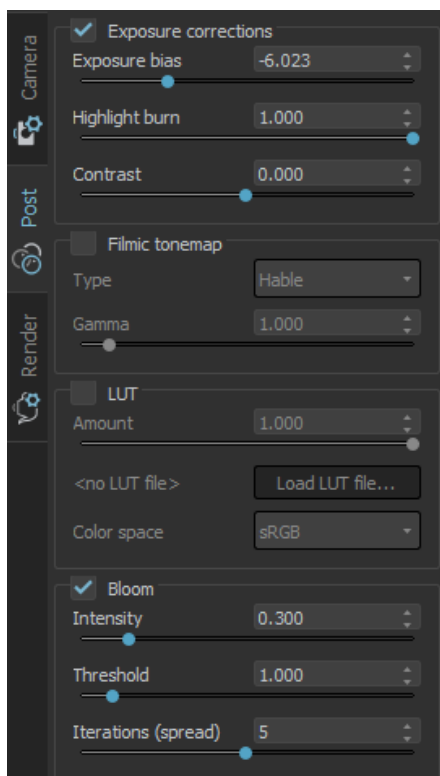 Camera
Post
Render
Exposure corrections
Exposure bias -6.023
Highlight burn 1.000
Contrast 0.000
Filmic tonemap
Type Hable
Gamma 1.000
LUT
Amount 1.000
<no LUT file> Load LUT file...
Color space sRGB
Bloom
Intensity 0.300
Threshold 1.000
Iterations (spread) 5